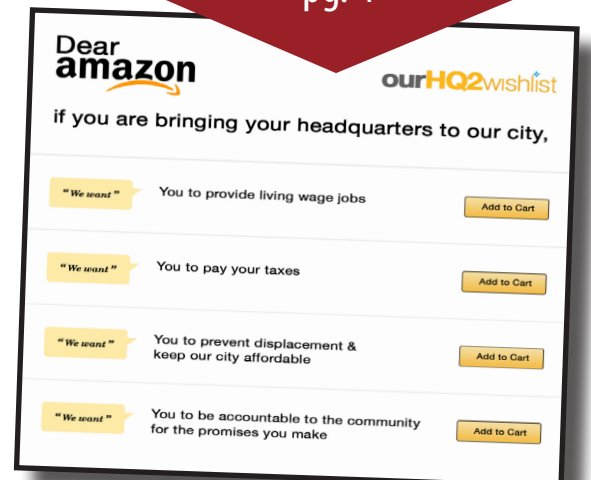 Dear
amazon
ourHQ2wishlist
if you are bringing your headquarters to our city,
“We want”
You to provide living wage jobs
Add to Cart
“We want”
You to pay your taxes
Add to Cart
“We want”
You to prevent displacement &
keep our city affordable
Add to Cart
“We want”
You to be accountable to the community
for the promises you make
Add to Cart